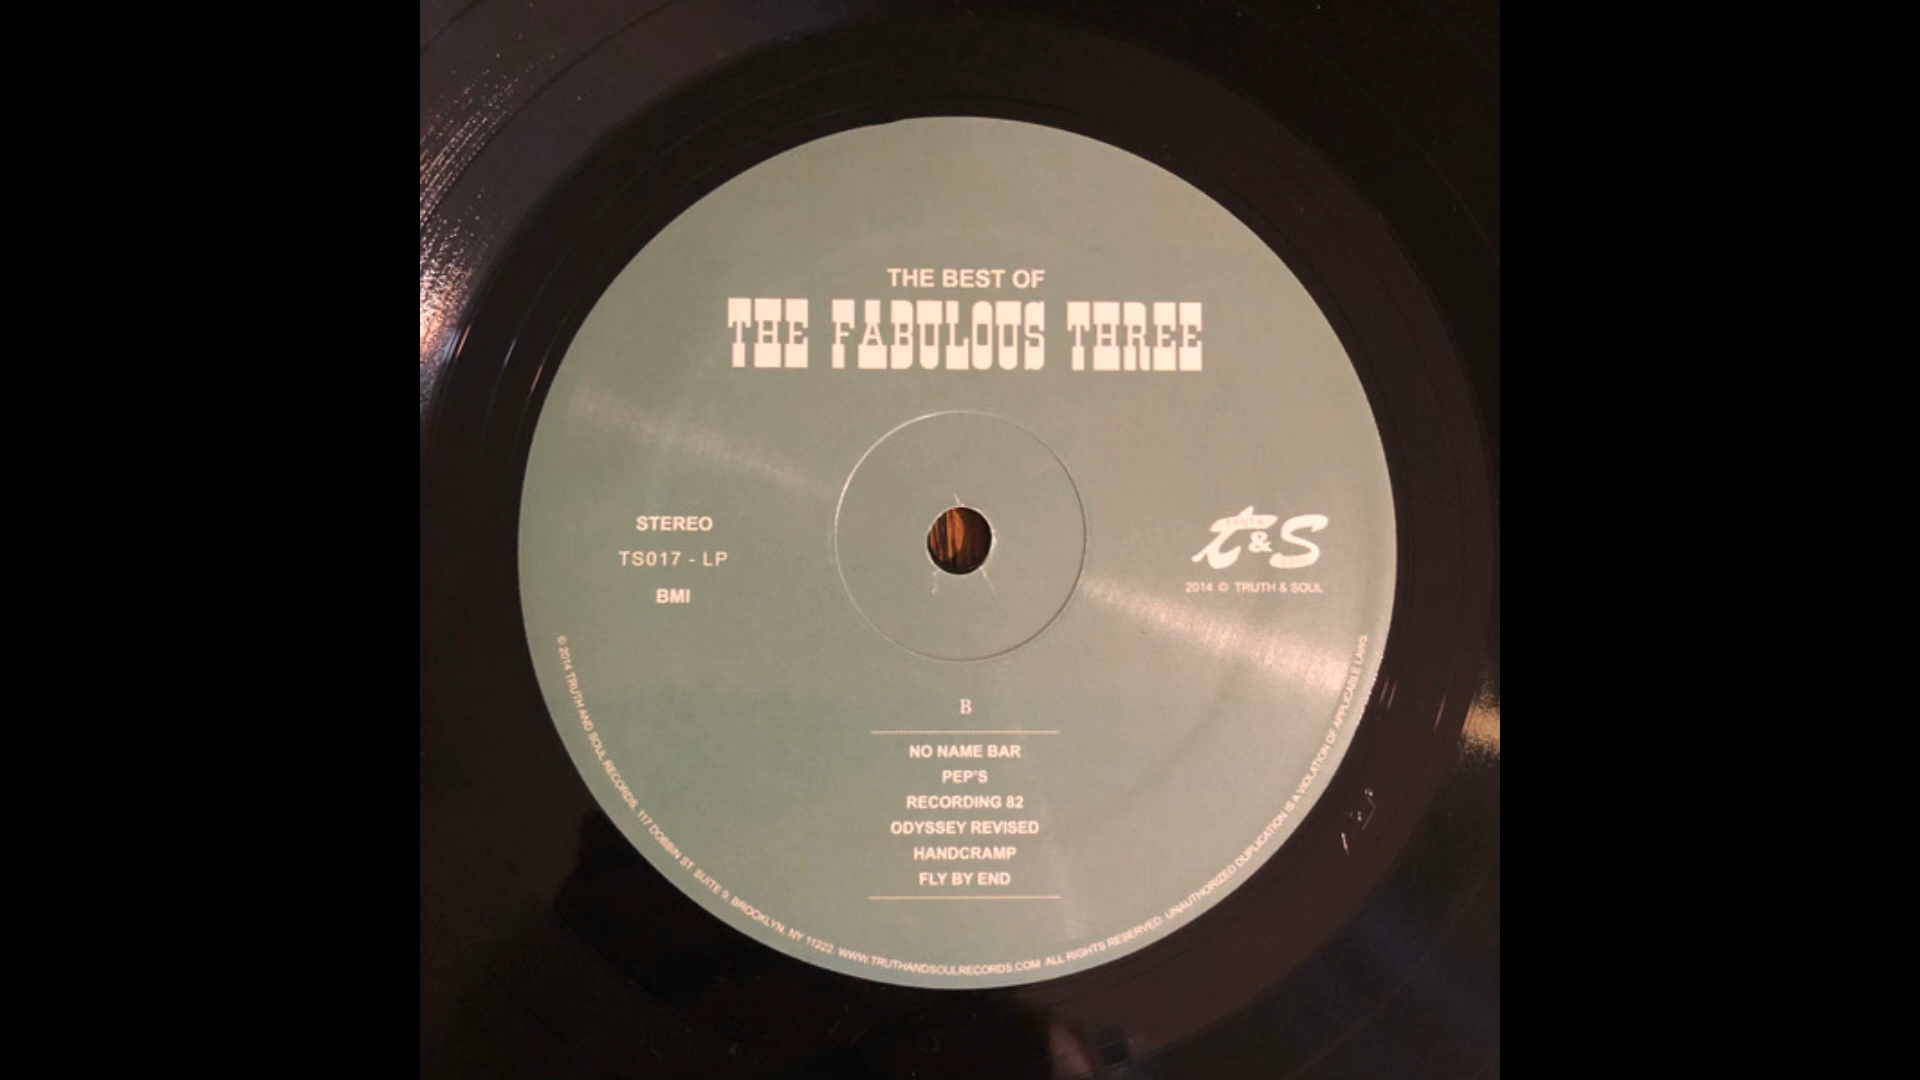 THE BEST OF
THE FABULOUS THREE
STEREO
TS017 - LP
BMI
t&S
TRUTH
2014 © TRUTH & SOUL
B
NO NAME BAR
PEP'S
RECORDING 82
ODYSSEY REVISED
HANDCRAMP
FLY BY END
© 2014 TRUTH AND SOUL RECORDS, 117 DOBBIN ST. SUITE 9, BROOKLYN, NY 11222. WWW.TRUTHANDSOULRECORDS.COM ALL RIGHTS RESERVED. UNAUTHORIZED DUPLICATION IS A VIOLATION OF APPLICABLE LAWS.